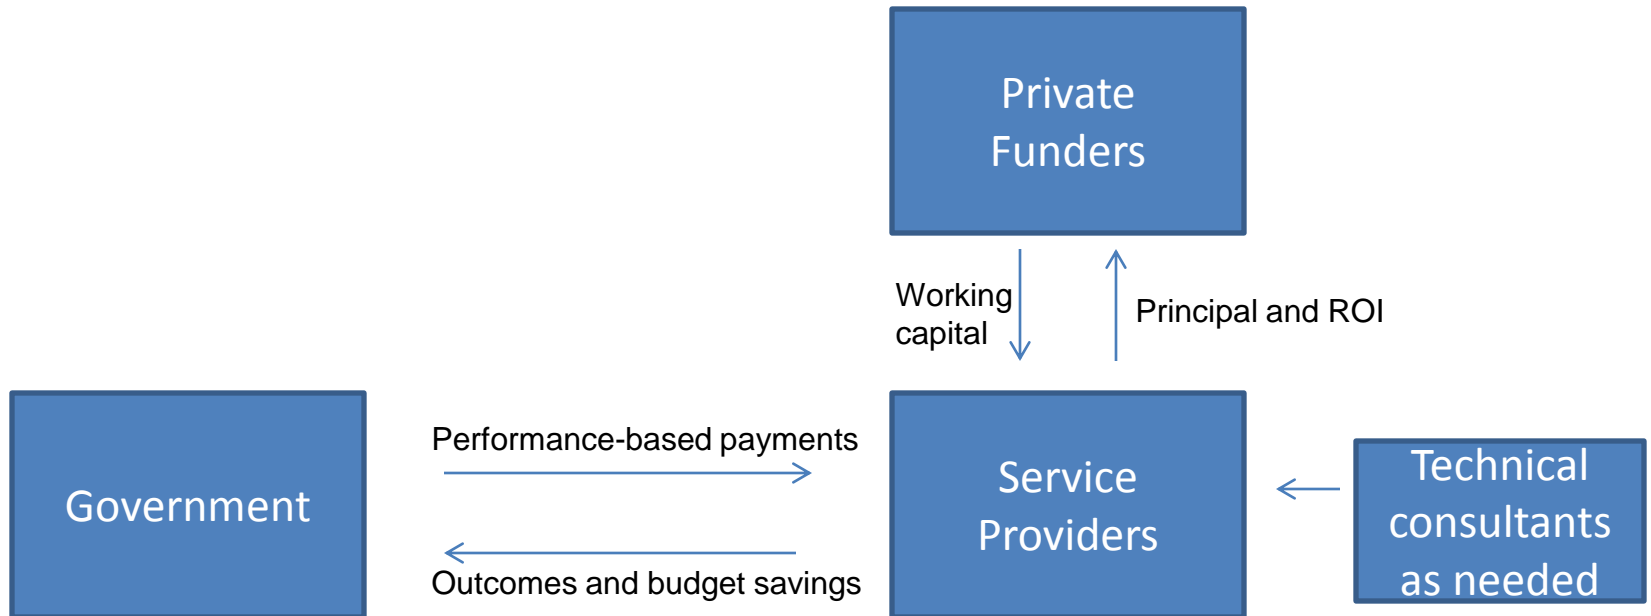 Private
Funders
Working
capital
Principal and ROI
Government
Performance-based payments
Outcomes and budget savings
Service
Providers
Technical
consultants
as needed